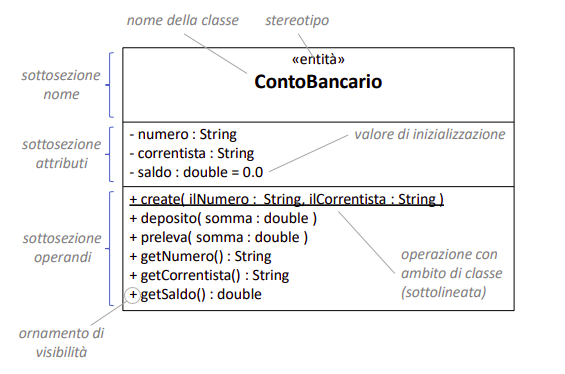 nome della classe
stereotipo
«entità»
ContoBancario
sottosezione
nome
sottosezione
attributi
- numero : String
- correntista : String
- saldo : double = 0.0
valore di inizializzazione
sottosezione
operandi
+ create( ilNumero : String, ilCorrentista : String )
+ deposito( somma : double )
+ preleva( somma : double )
+ getNumero() : String
+ getCorrentista() : String
+ getSaldo() : double
operazione con
ambito di classe
(sottolineata)
ornamento di
visibilità